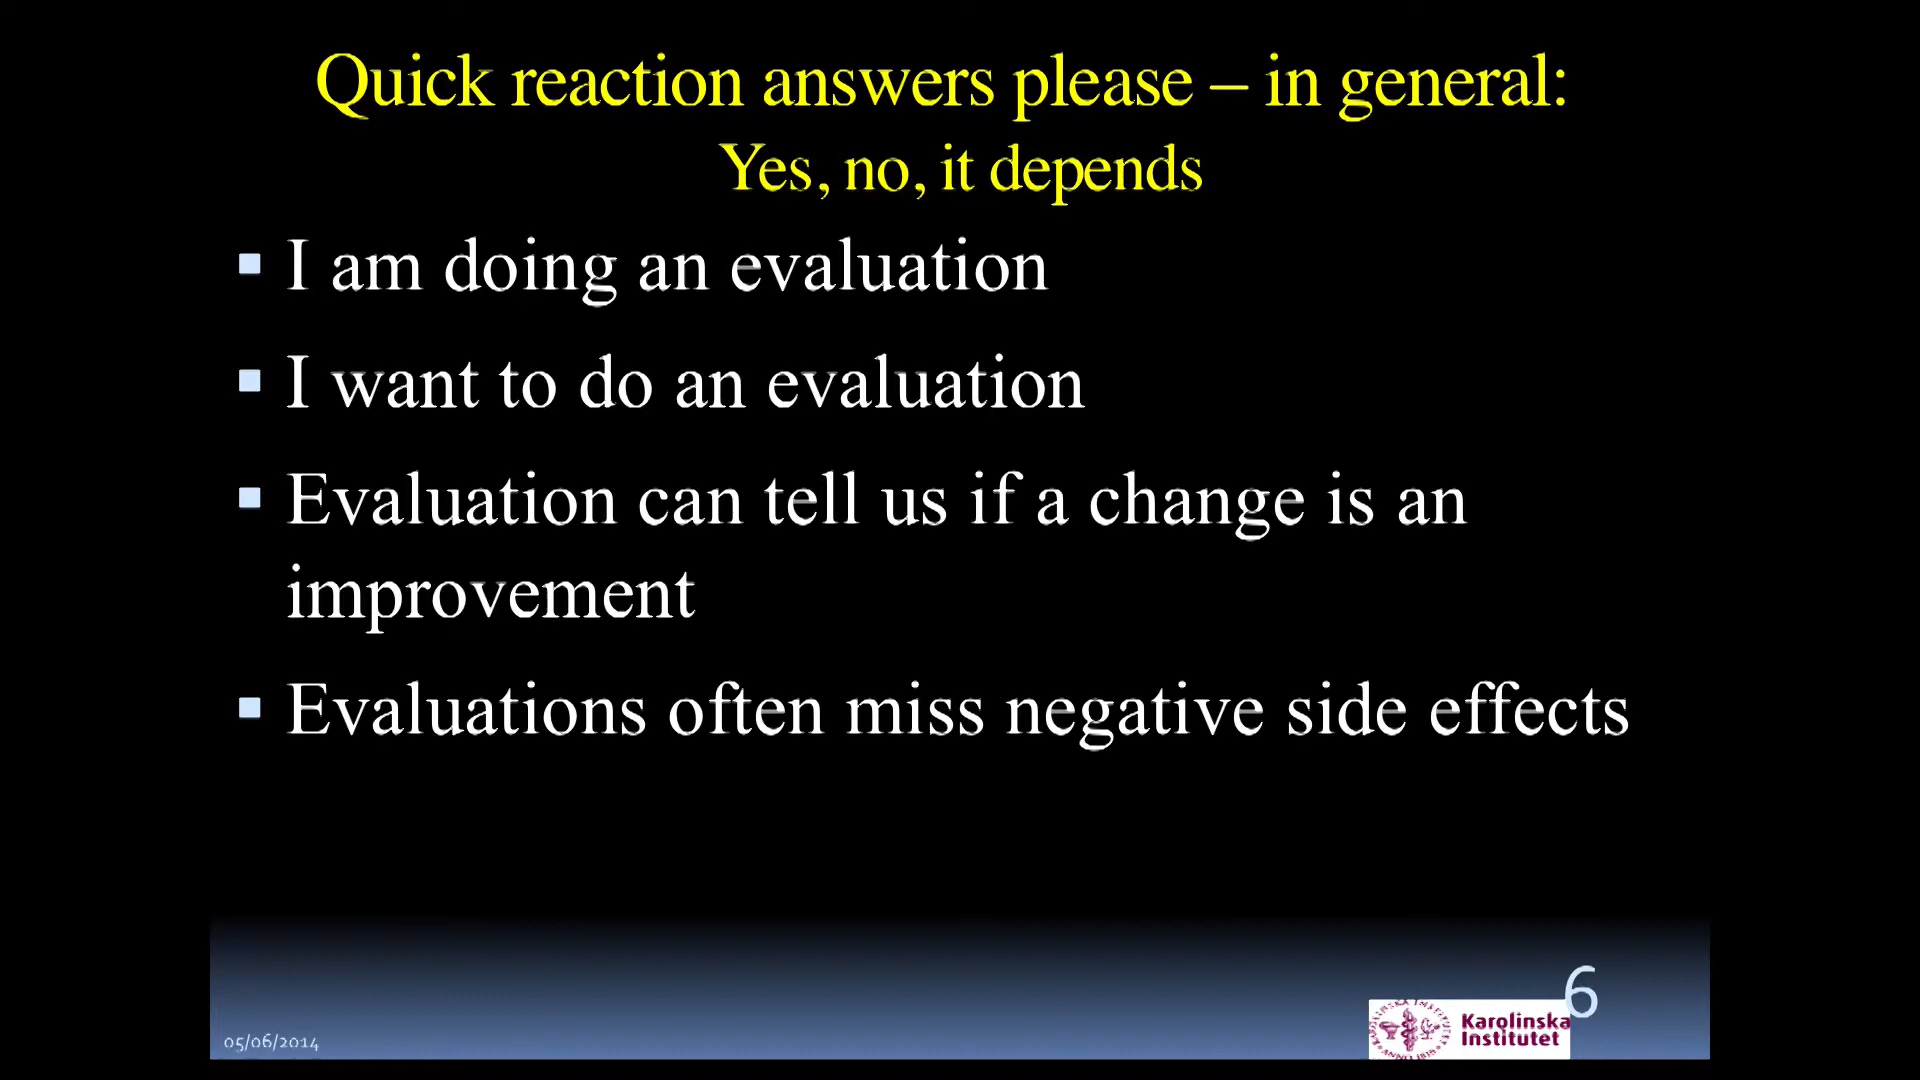 Quick reaction answers please – in general:
Yes, no, it depends
▪ I am doing an evaluation
▪ I want to do an evaluation
▪ Evaluation can tell us if a change is an
improvement
▪ Evaluations often miss negative side effects
6
Karolinska
Institutet
05/06/2014